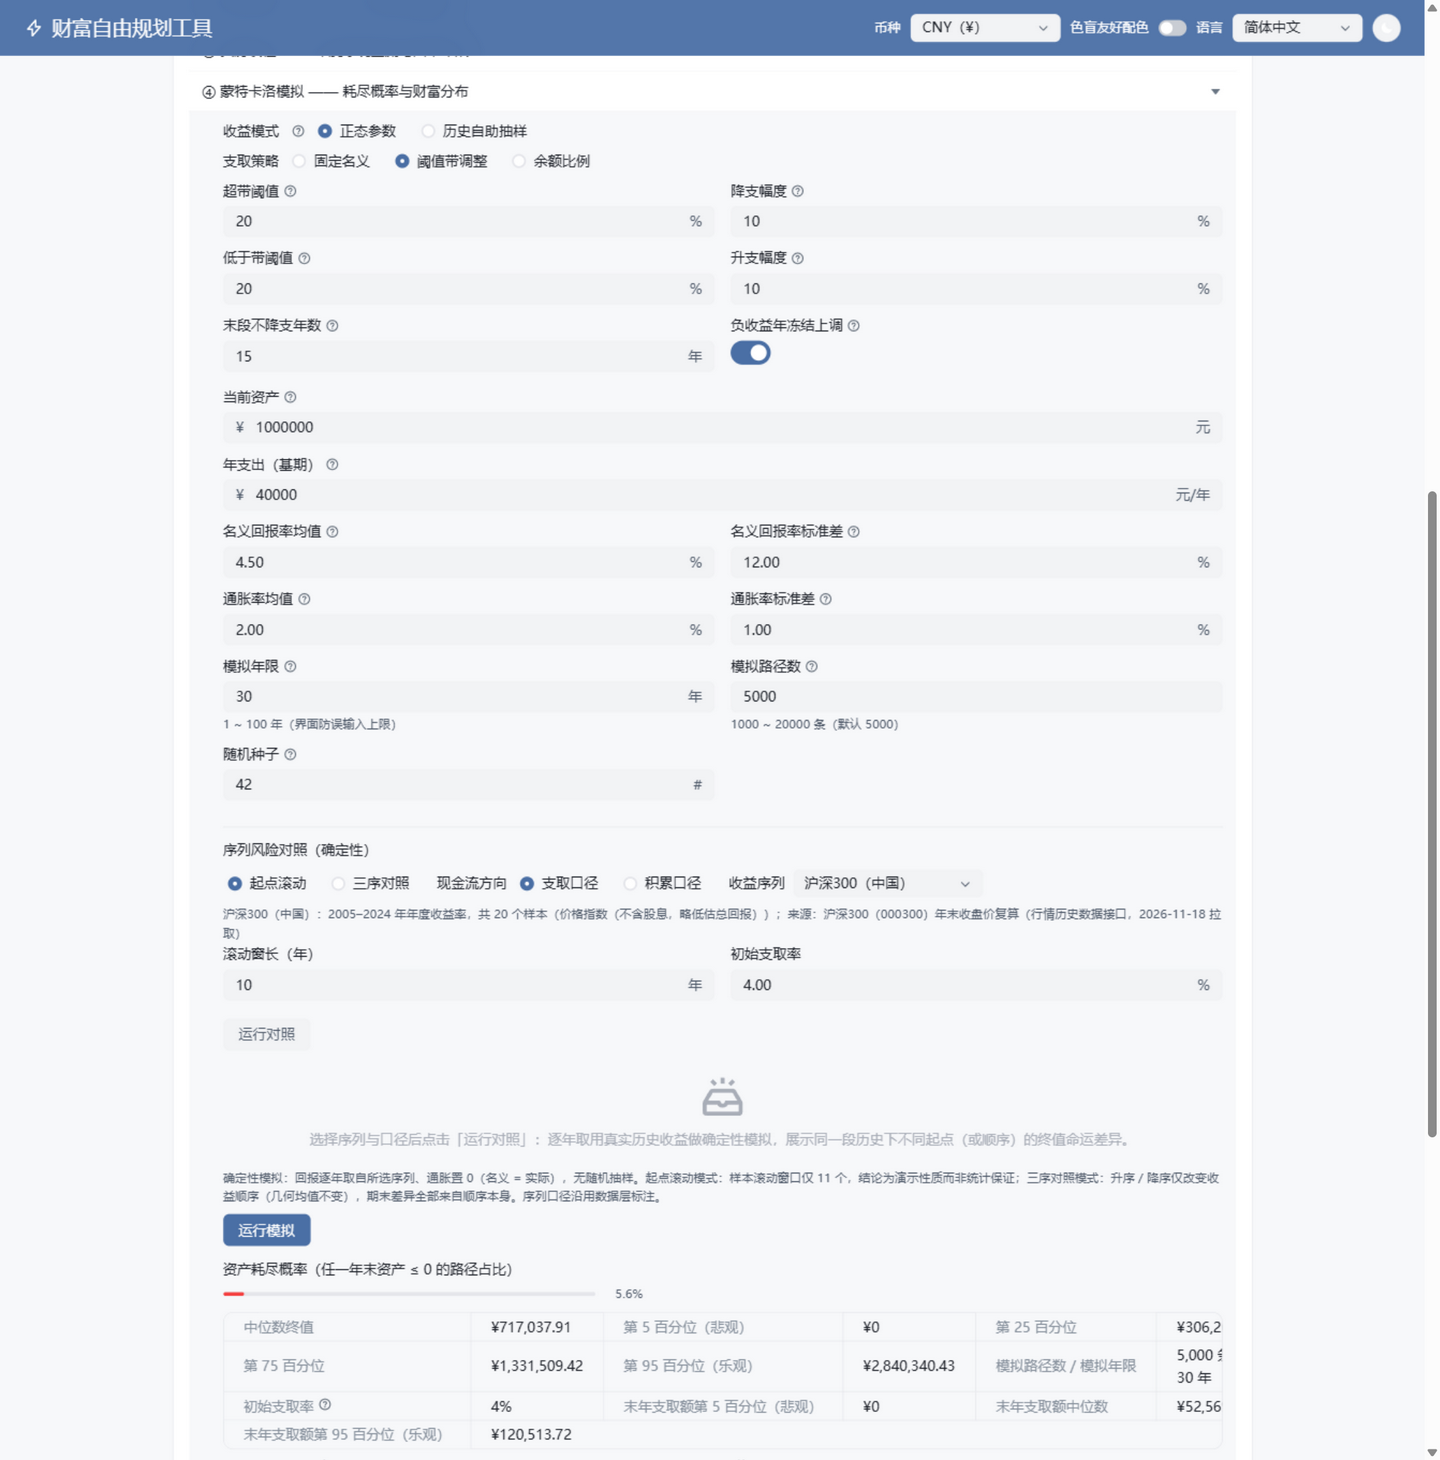 财富自由规划工具
币种 CNY（¥） 色盲友好配色 语言 简体中文
④ 蒙特卡洛模拟 —— 耗尽概率与财富分布
收益模式 正态参数 历史自助抽样
支取策略 固定名义 阈值带调整 余额比例
超带阈值 降支幅度
20 % 10 %
低于带阈值 升支幅度
20 % 10 %
末段不降支年数 负收益年冻结上调
15 年
当前资产
¥ 1000000 元
年支出（基期）
¥ 40000 元/年
名义回报率均值 名义回报率标准差
4.50 % 12.00 %
通胀率均值 通胀率标准差
2.00 % 1.00 %
模拟年限 模拟路径数
30 年 5000
1 ~ 100 年（界面防误输入上限） 1000 ~ 20000 条（默认 5000）
随机种子
42 #
序列风险对照（确定性）
起点滚动 三序对照 现金流方向 支取口径 积累口径 收益序列 沪深300（中国）
沪深300（中国）：2005–2024 年年度收益率，共 20 个样本（价格指数（不含股息，略低估总回报））；来源：沪深300（000300）年末收盘价复算（行情历史数据接口，2026-11-18 拉
取）
滚动窗长（年） 初始支取率
10 年 4.00 %
运行对照
选择序列与口径后点击「运行对照」：逐年取用真实历史收益做确定性模拟，展示同一段历史下不同起点（或顺序）的终值命运差异。
确定性模拟：回报逐年取自所选序列、通胀置 0（名义 = 实际），无随机抽样。起点滚动模式：样本滚动窗口仅 11 个，结论为演示性质而非统计保证；三序对照模式：升序 / 降序仅改变收
益顺序（几何均值不变），期末差异全部来自顺序本身。序列口径沿用数据层标注。
运行模拟
资产耗尽概率（任一年末资产 ≤ 0 的路径占比）
5.6%
中位数终值 ¥717,037.91 第 5 百分位（悲观） ¥0 第 25 百分位 ¥306,2
第 75 百分位 ¥1,331,509.42 第 95 百分位（乐观） ¥2,840,340.43 模拟路径数 / 模拟年限 5,000
30 年
初始支取率 4% 末年支取额第 5 百分位（悲观） ¥0 末年支取额中位数 ¥52,56
末年支取额第 95 百分位（乐观） ¥120,513.72